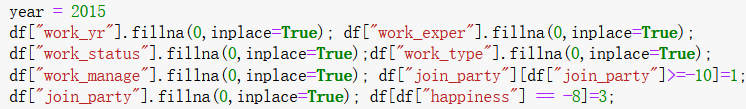 year = 2015
df["work_yr"].fillna(0,inplace=True); df["work_exper"].fillna(0,inplace=True);
df["work_status"].fillna(0,inplace=True);df["work_type"].fillna(0,inplace=True);
df["work_manage"].fillna(0,inplace=True); df["join_party"][df["join_party"]>=-10]=1;
df["join_party"].fillna(0,inplace=True); df[df["happiness"] == -8]=3;